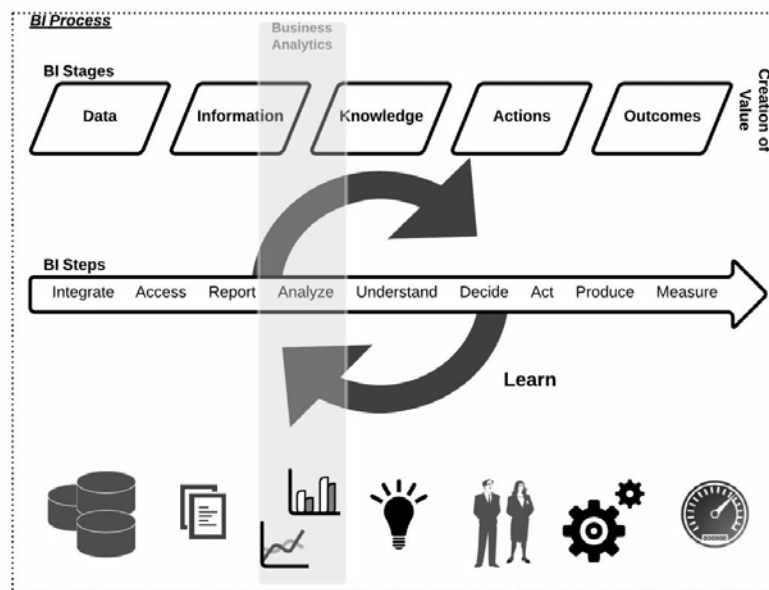 BI Process
Business
Analytics
BI Stages
Data
Information
Knowledge
Actions
Outcomes
Creation of
Value
BI Steps
Integrate Access Report Analyze Understand Decide Act Produce Measure
Learn
000000